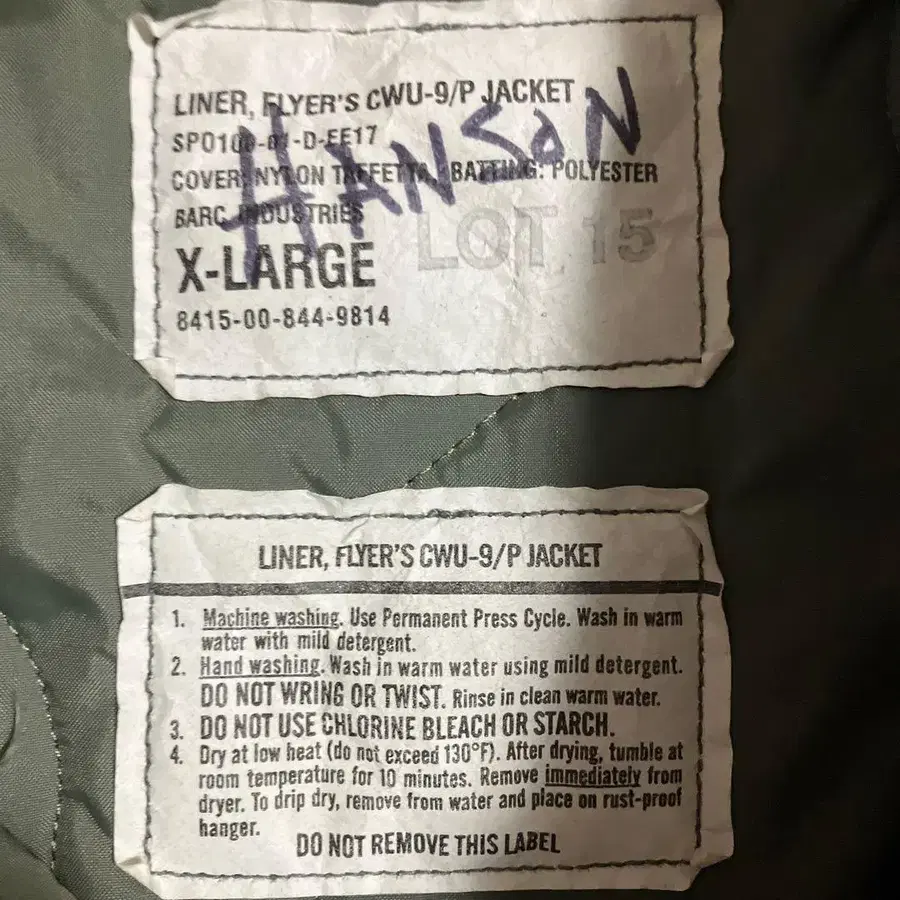 LINER, FLYER'S CWU-9/P JACKET
SPO100-01-D-EE17
HANSON
COVER: NYLON TAFFETTA, BATTING: POLYESTER
BARC INDUSTRIES
LOT 15
X-LARGE
8415-00-844-9814
LINER, FLYER'S CWU-9/P JACKET
1. Machine washing. Use Permanent Press Cycle. Wash in warm
water with mild detergent.
2. Hand washing. Wash in warm water using mild detergent.
DO NOT WRING OR TWIST. Rinse in clean warm water.
3. DO NOT USE CHLORINE BLEACH OR STARCH.
4. Dry at low heat (do not exceed 130°F). After drying, tumble at
room temperature for 10 minutes. Remove immediately from
dryer. To drip dry, remove from water and place on rust-proof
hanger.
DO NOT REMOVE THIS LABEL